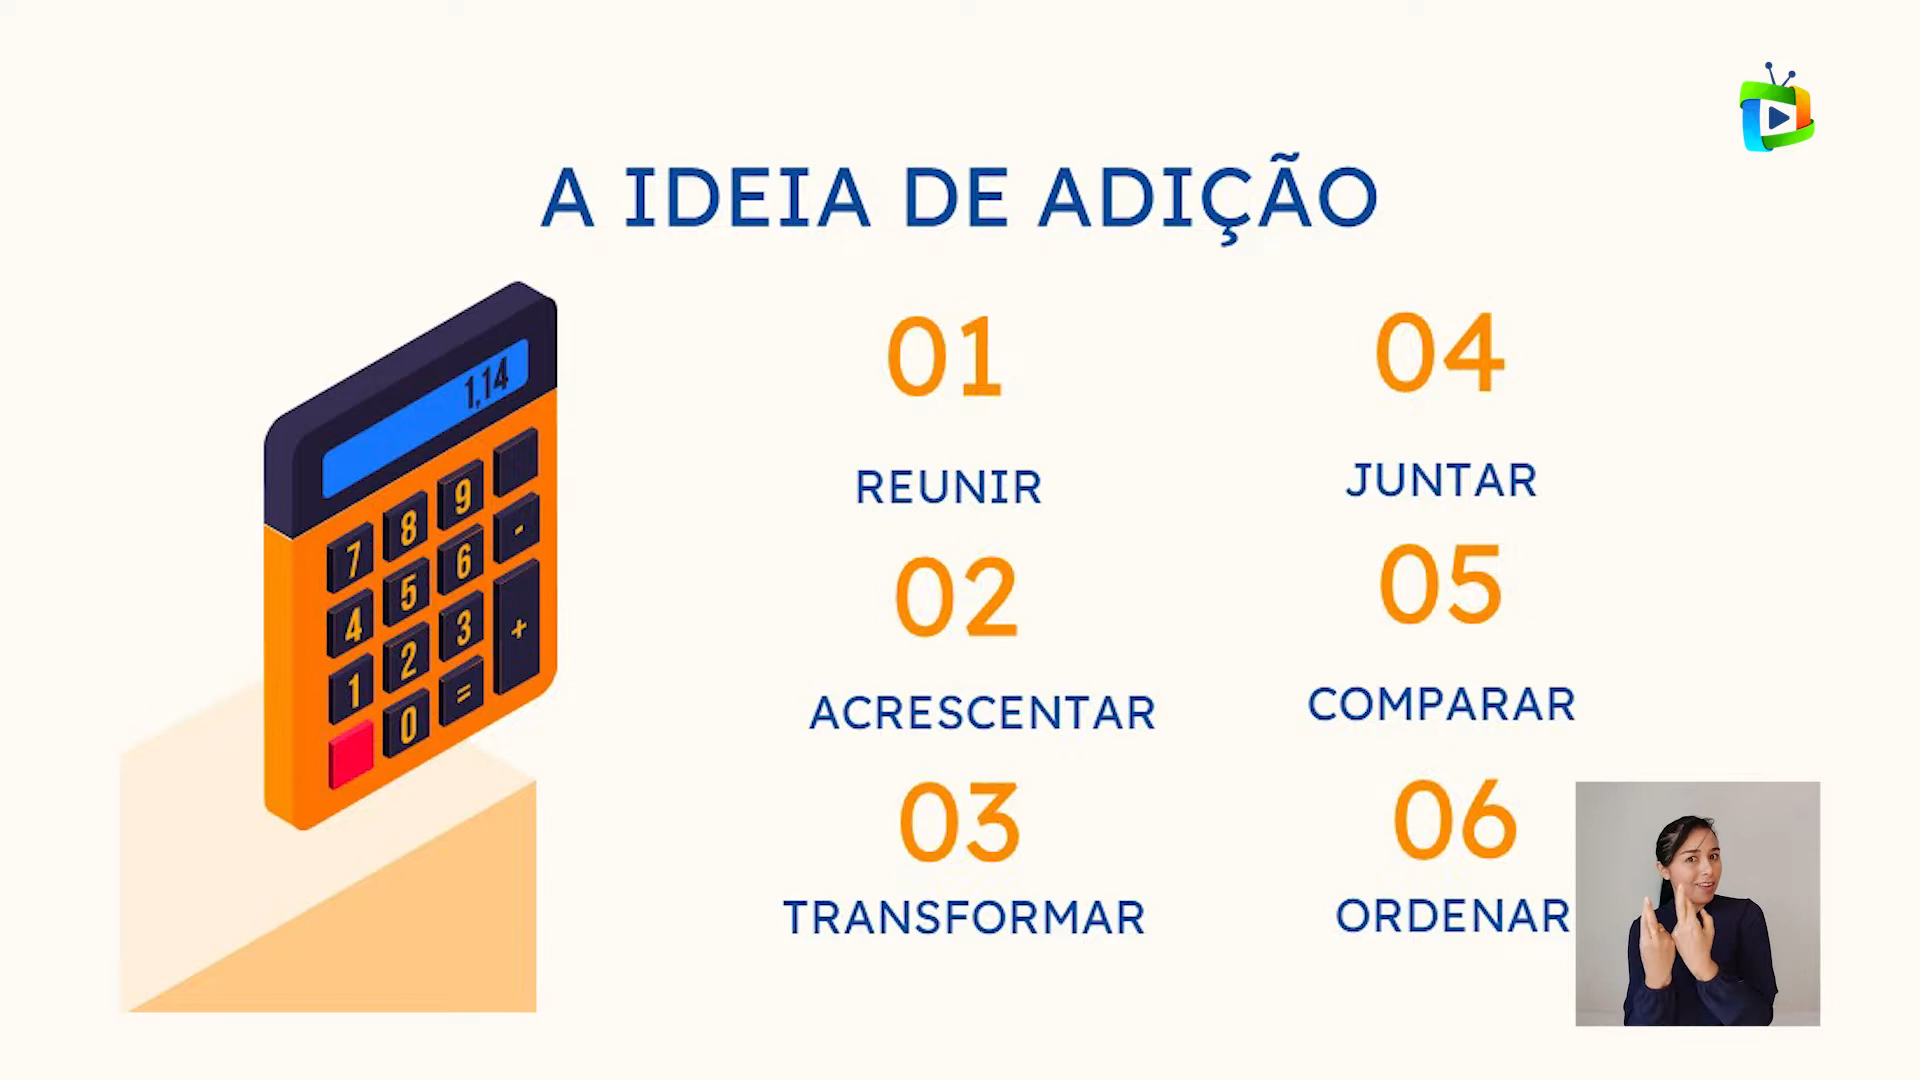 A IDEIA DE ADIÇÃO
01
REUNIR
02
ACRESCENTAR
03
TRANSFORMAR
04
JUNTAR
05
COMPARAR
06
ORDENAR
1,14
7 8 9
4 5 6 -
1 2 3 +
0 =